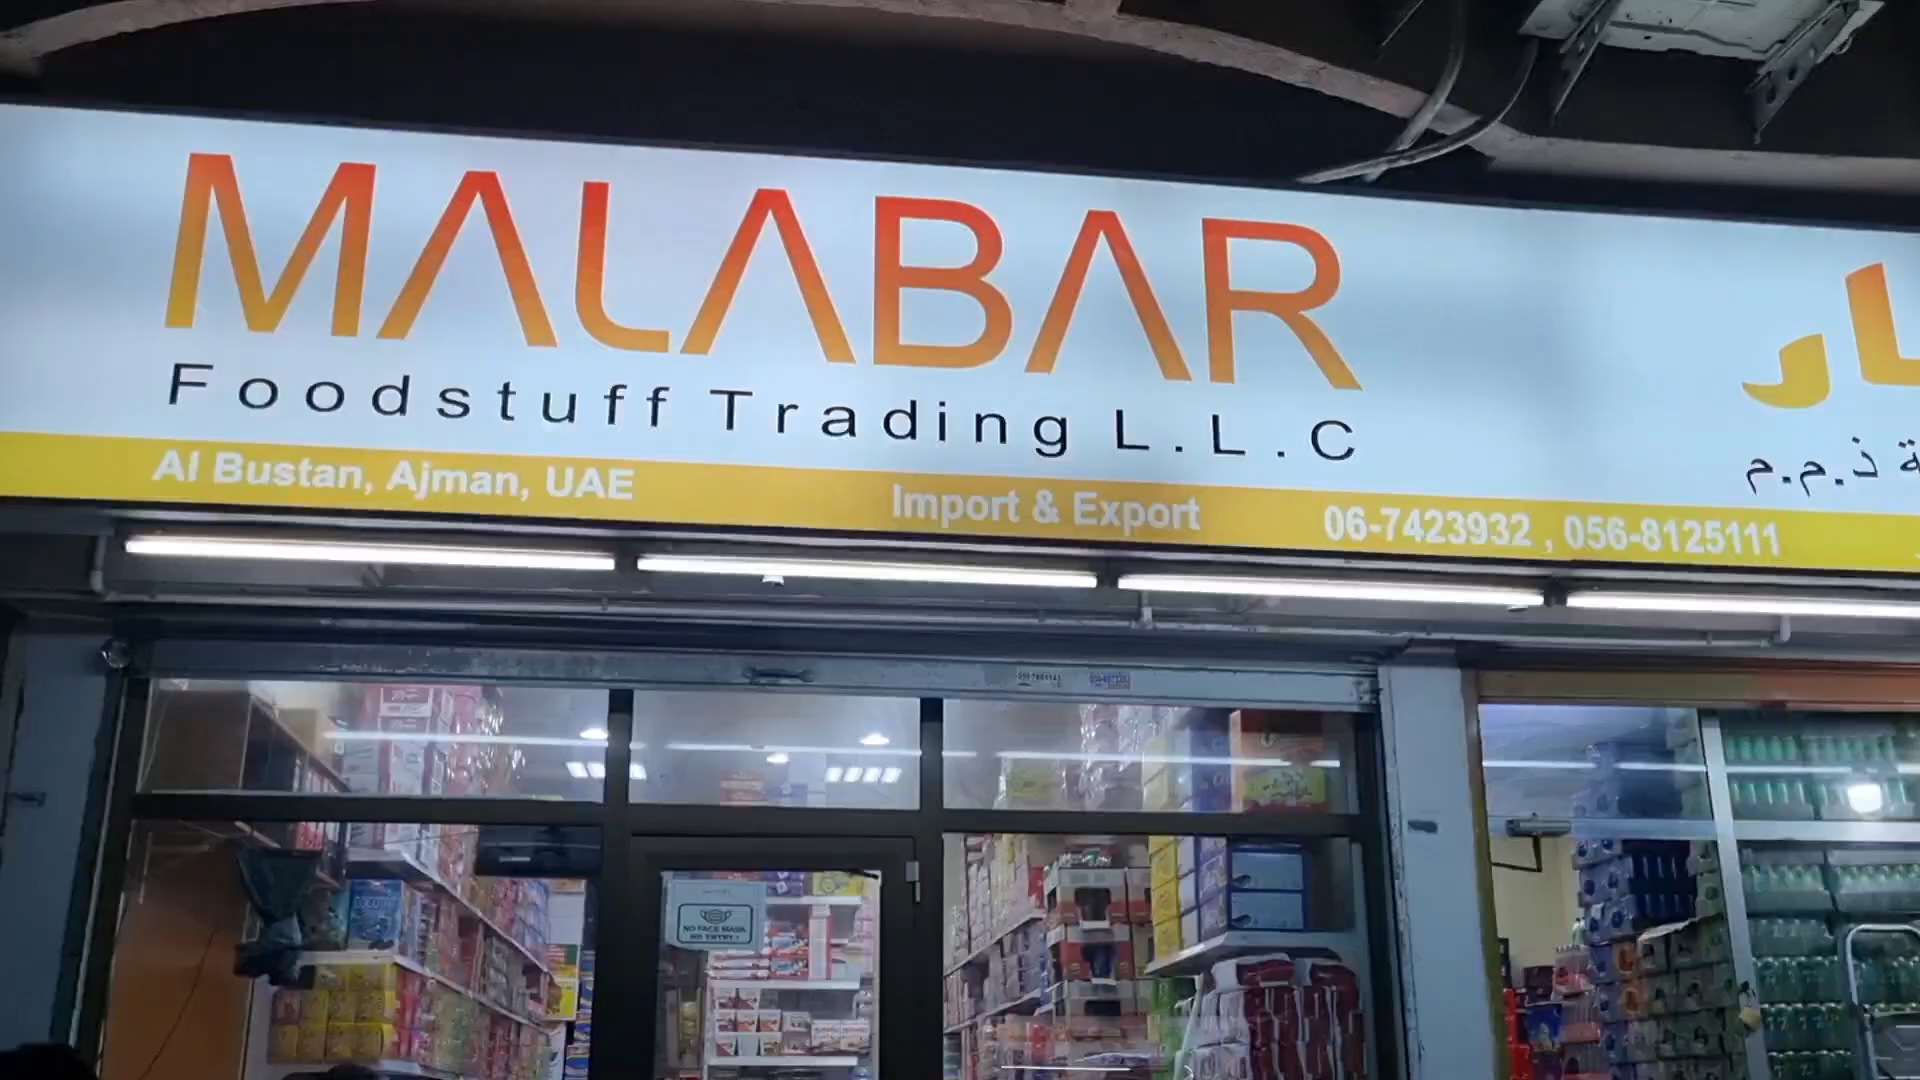 MALABAR
Foodstuff Trading L.L.C
ذ.م.م
Al Bustan, Ajman, UAE
Import & Export
06-7423932 , 056-8125111
NO FACE MASK
NO ENTRY!